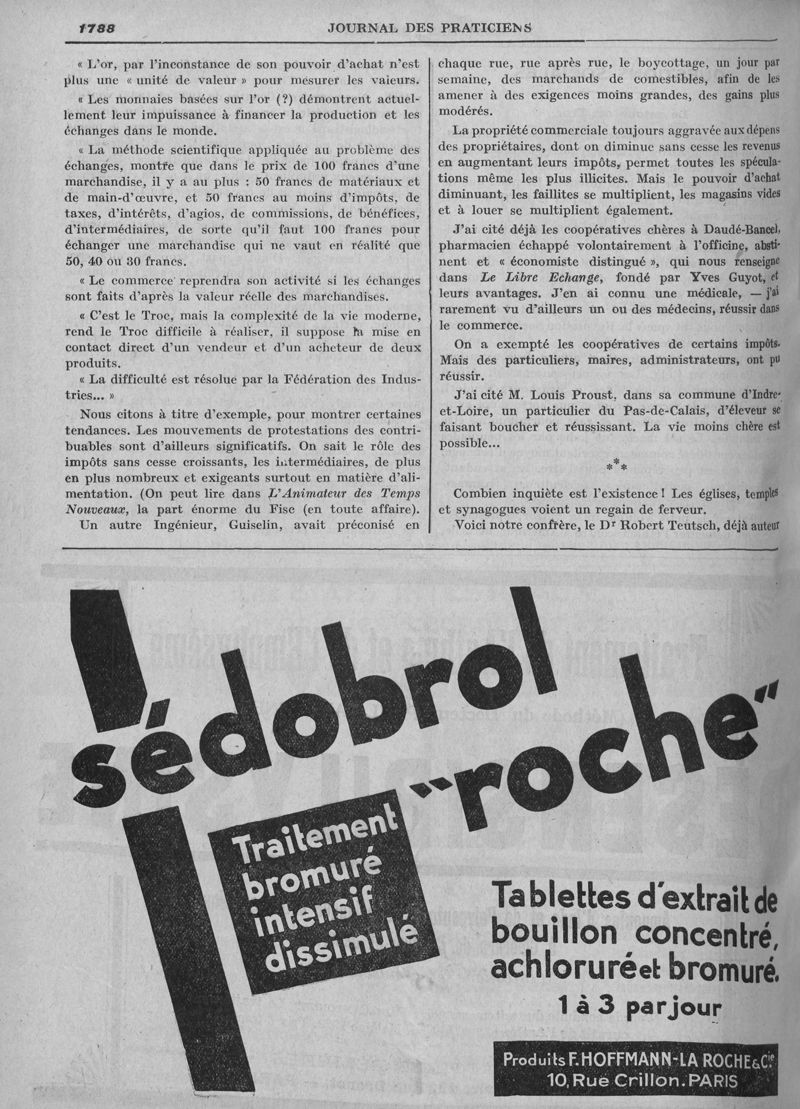 1788
JOURNAL DES PRATICIENS
« L'or, par l'inconstance de son pouvoir d'achat n'est
plus une « unité de valeur » pour mesurer les valeurs.
« Les monnaies basées sur l'or (?) démontrent actuel-
lement leur impuissance à financer la production et les
échanges dans le monde.
« La méthode scientifique appliquée au problème des
échanges, montre que dans le prix de 100 francs d'une
marchandise, il y a au plus : 50 francs de matériaux et
de main-d'œuvre, et 50 francs au moins d'impôts, de
taxes, d'intérêts, d'agios, de commissions, de bénéfices,
d'intermédiaires, de sorte qu'il faut 100 francs pour
échanger une marchandise qui ne vaut en réalité que
50, 40 ou 30 francs.
« Le commerce reprendra son activité si les échanges
sont faits d'après la valeur réelle des marchandises.
« C'est le Troc, mais la complexité de la vie moderne,
rend le Troc difficile à réaliser, il suppose la mise en
contact direct d'un vendeur et d'un acheteur de deux
produits.
« La difficulté est résolue par la Fédération des Indus-
tries... »
Nous citons à titre d'exemple, pour montrer certaines
tendances. Les mouvements de protestations des contri-
buables sont d'ailleurs significatifs. On sait le rôle des
impôts sans cesse croissants, les intermédiaires, de plus
en plus nombreux et exigeants surtout en matière d'ali-
mentation. (On peut lire dans L'Animateur des Temps
Nouveaux, la part énorme du Fisc (en toute affaire).
Un autre Ingénieur, Guiselin, avait préconisé en
chaque rue, rue après rue, le boycottage, un jour par
semaine, des marchands de comestibles, afin de les
amener à des exigences moins grandes, des gains plus
modérés.
La propriété commerciale toujours aggravée aux dépens
des propriétaires, dont on diminue sans cesse les revenus
en augmentant leurs impôts, permet toutes les spécula-
tions même les plus illicites. Mais le pouvoir d'achat
diminuant, les faillites se multiplient, les magasins vides
et à louer se multiplient également.
J'ai cité déjà les coopératives chères à Daudé-Bancel,
pharmacien échappé volontairement à l'officine, absti-
nent et « économiste distingué », qui nous renseigne
dans Le Libre Echange, fondé par Yves Guyot, et
leurs avantages. J'en ai connu une médicale, — j'ai
rarement vu d'ailleurs un ou des médecins, réussir dans
le commerce.
On a exempté les coopératives de certains impôts.
Mais des particuliers, maires, administrateurs, ont pu
réussir.
J'ai cité M. Louis Proust, dans sa commune d'Indre-
et-Loire, un particulier du Pas-de-Calais, d'éleveur se
faisant boucher et réussissant. La vie moins chère est
possible...
***
Combien inquiète est l'existence ! Les églises, temples
et synagogues voient un regain de ferveur.
Voici notre confrère, le Dr Robert Teutsch, déjà auteur
sédobrol
"roche"
Traitement
bromuré
intensif
dissimulé
Tablettes d'extrait de
bouillon concentré,
achloruré et bromuré.
1 à 3 par jour
Produits F. HOFFMANN-LA ROCHE & Cie
10, Rue Crillon. PARIS